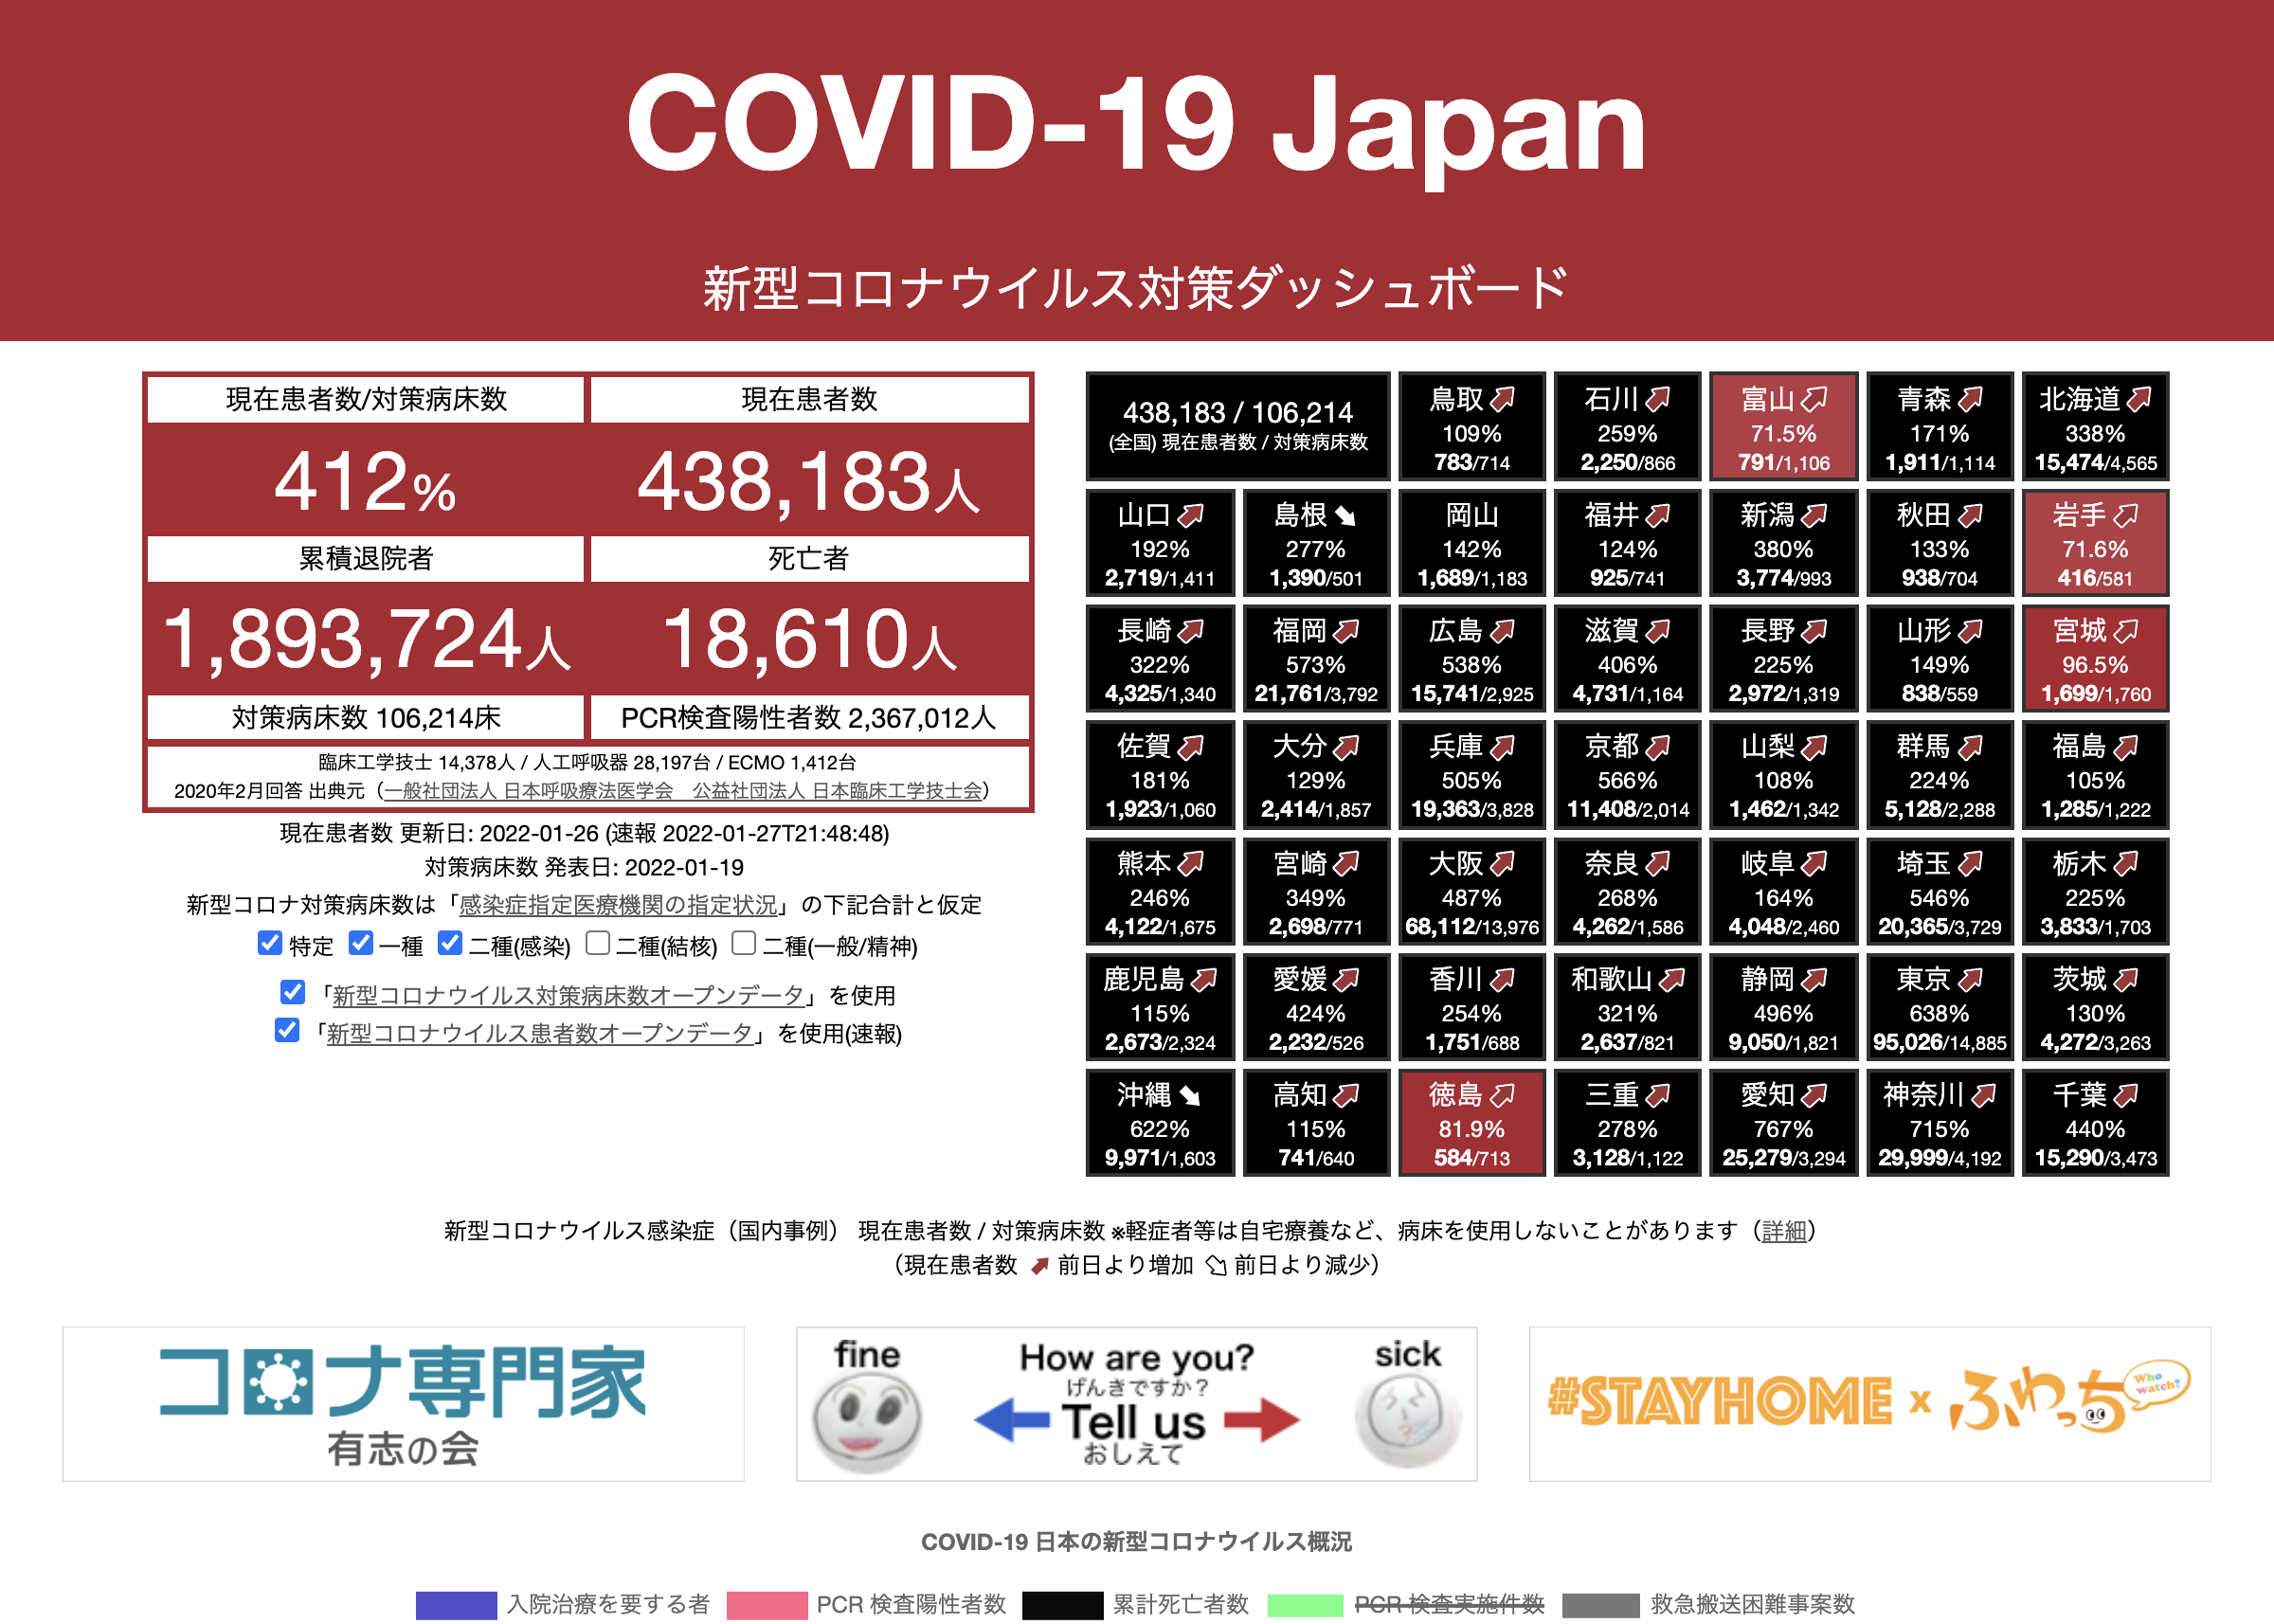 COVID-19 Japan
新型コロナウイルス対策ダッシュボード
現在患者数/対策病床数
現在患者数
412%
438,183人
累積退院者
死亡者
1,893,724人
18,610人
対策病床数 106,214床
PCR検査陽性者数 2,367,012人
臨床工学技士 14,378人 / 人工呼吸器 28,197台 / ECMO 1,412台
2020年2月回答 出典元（一般社団法人 日本呼吸療法医学会　公益社団法人 日本臨床工学技士会）
現在患者数 更新日: 2022-01-26 (速報 2022-01-27T21:48:48)
対策病床数 発表日: 2022-01-19
新型コロナ対策病床数は「感染症指定医療機関の指定状況」の下記合計と仮定
特定 一種 二種(感染) 二種(結核) 二種(一般/精神)
「新型コロナウイルス対策病床数オープンデータ」を使用
「新型コロナウイルス患者数オープンデータ」を使用(速報)
438,183 / 106,214
(全国) 現在患者数 / 対策病床数
鳥取
109%
783/714
石川
259%
2,250/866
富山
71.5%
791/1,106
青森
171%
1,911/1,114
北海道
338%
15,474/4,565
山口
192%
2,719/1,411
島根
277%
1,390/501
岡山
142%
1,689/1,183
福井
124%
925/741
新潟
380%
3,774/993
秋田
133%
938/704
岩手
71.6%
416/581
長崎
322%
4,325/1,340
福岡
573%
21,761/3,792
広島
538%
15,741/2,925
滋賀
406%
4,731/1,164
長野
225%
2,972/1,319
山形
149%
838/559
宮城
96.5%
1,699/1,760
佐賀
181%
1,923/1,060
大分
129%
2,414/1,857
兵庫
505%
19,363/3,828
京都
566%
11,408/2,014
山梨
108%
1,462/1,342
群馬
224%
5,128/2,288
福島
105%
1,285/1,222
熊本
246%
4,122/1,675
宮崎
349%
2,698/771
大阪
487%
68,112/13,976
奈良
268%
4,262/1,586
岐阜
164%
4,048/2,460
埼玉
546%
20,365/3,729
栃木
225%
3,833/1,703
鹿児島
115%
2,673/2,324
愛媛
424%
2,232/526
香川
254%
1,751/688
和歌山
321%
2,637/821
静岡
496%
9,050/1,821
東京
638%
95,026/14,885
茨城
130%
4,272/3,263
沖縄
622%
9,971/1,603
高知
115%
741/640
徳島
81.9%
584/713
三重
278%
3,128/1,122
愛知
767%
25,279/3,294
神奈川
715%
29,999/4,192
千葉
440%
15,290/3,473
新型コロナウイルス感染症（国内事例） 現在患者数 / 対策病床数 ※軽症者等は自宅療養など、病床を使用しないことがあります（詳細）
（現在患者数 前日より増加 前日より減少）
コロナ専門家
有志の会
fine
How are you?
げんきですか？
Tell us
おしえて
sick
#STAYHOME x ふわっち
Who watch?
COVID-19 日本の新型コロナウイルス概況
入院治療を要する者 PCR 検査陽性者数 累計死亡者数 PCR 検査実施件数 救急搬送困難事案数